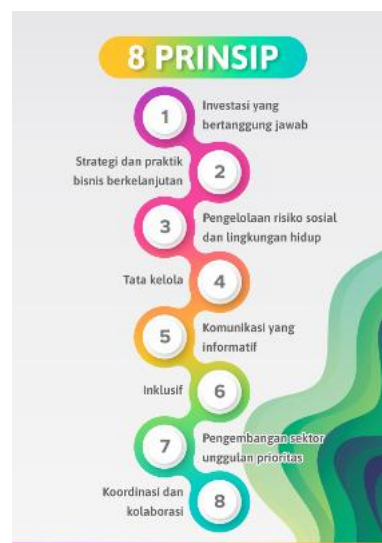 8 PRINSIP
1
Investasi yang
bertanggung jawab
Strategi dan praktik
bisnis berkelanjutan
2
3
Pengelolaan risiko sosial
dan lingkungan hidup
Tata kelola
4
5
Komunikasi yang
informatif
Inklusif
6
7
Pengembangan sektor
unggulan prioritas
Koordinasi dan
kolaborasi
8